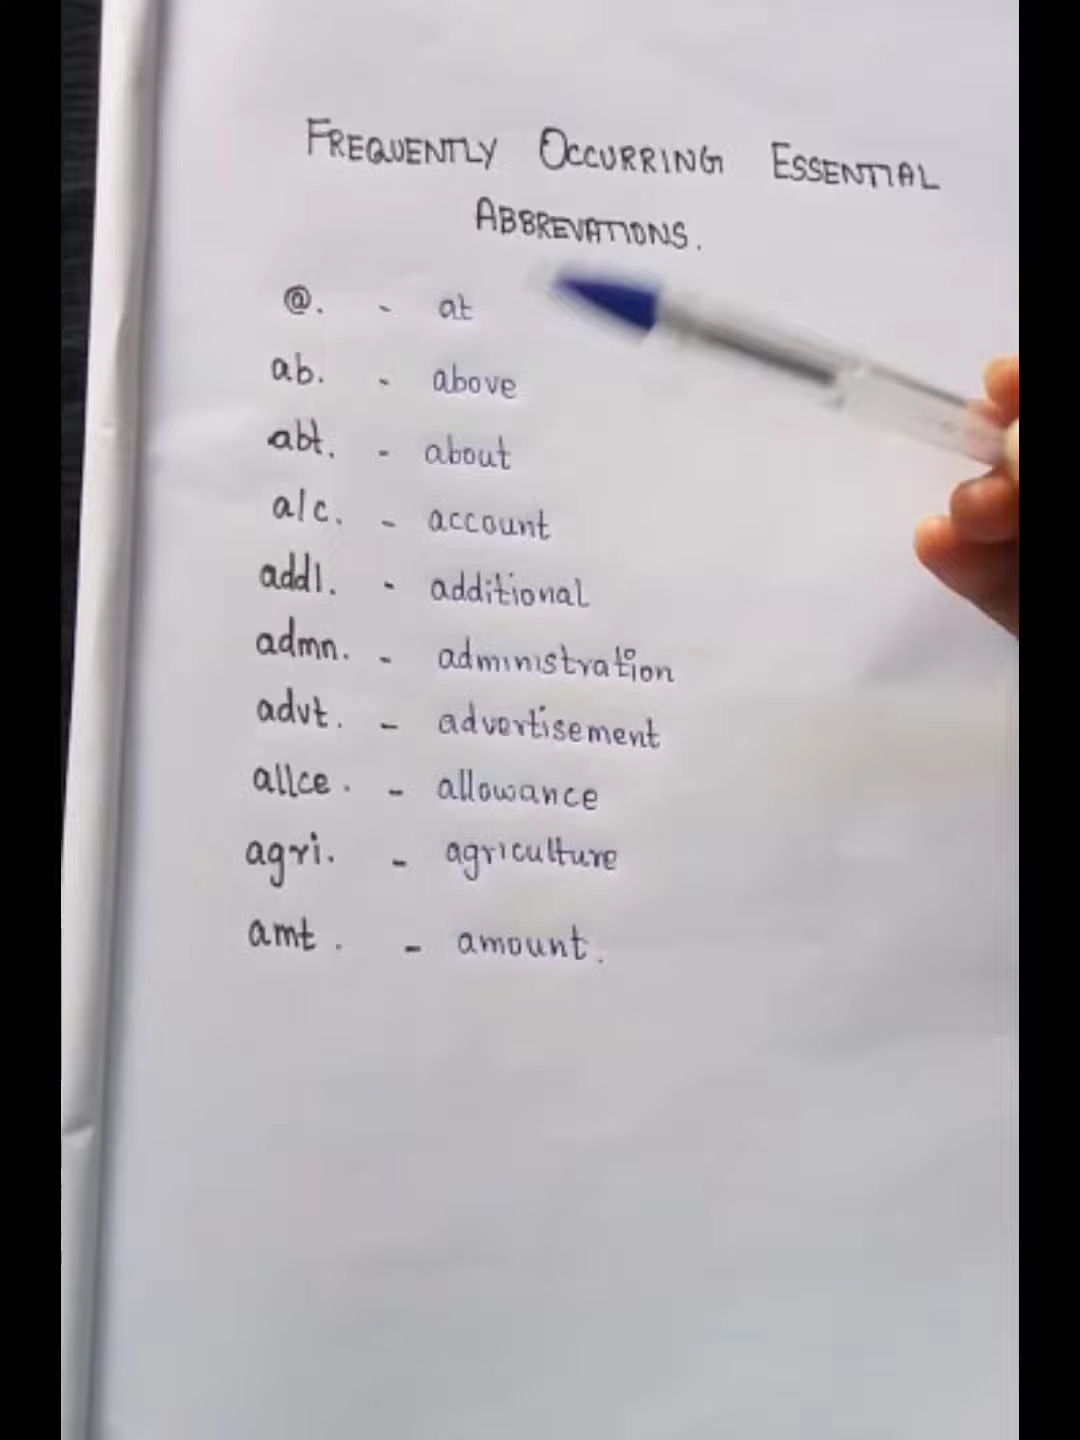 FREQUENTLY OCCURRING ESSENTIAL
ABBREVATIONS.
@. - at
ab. - above
abt. - about
a/c. - account
addl. - additional
admn. - administration
advt. - advertisement
allce. - allowance
agri. - agriculture
amt. - amount.